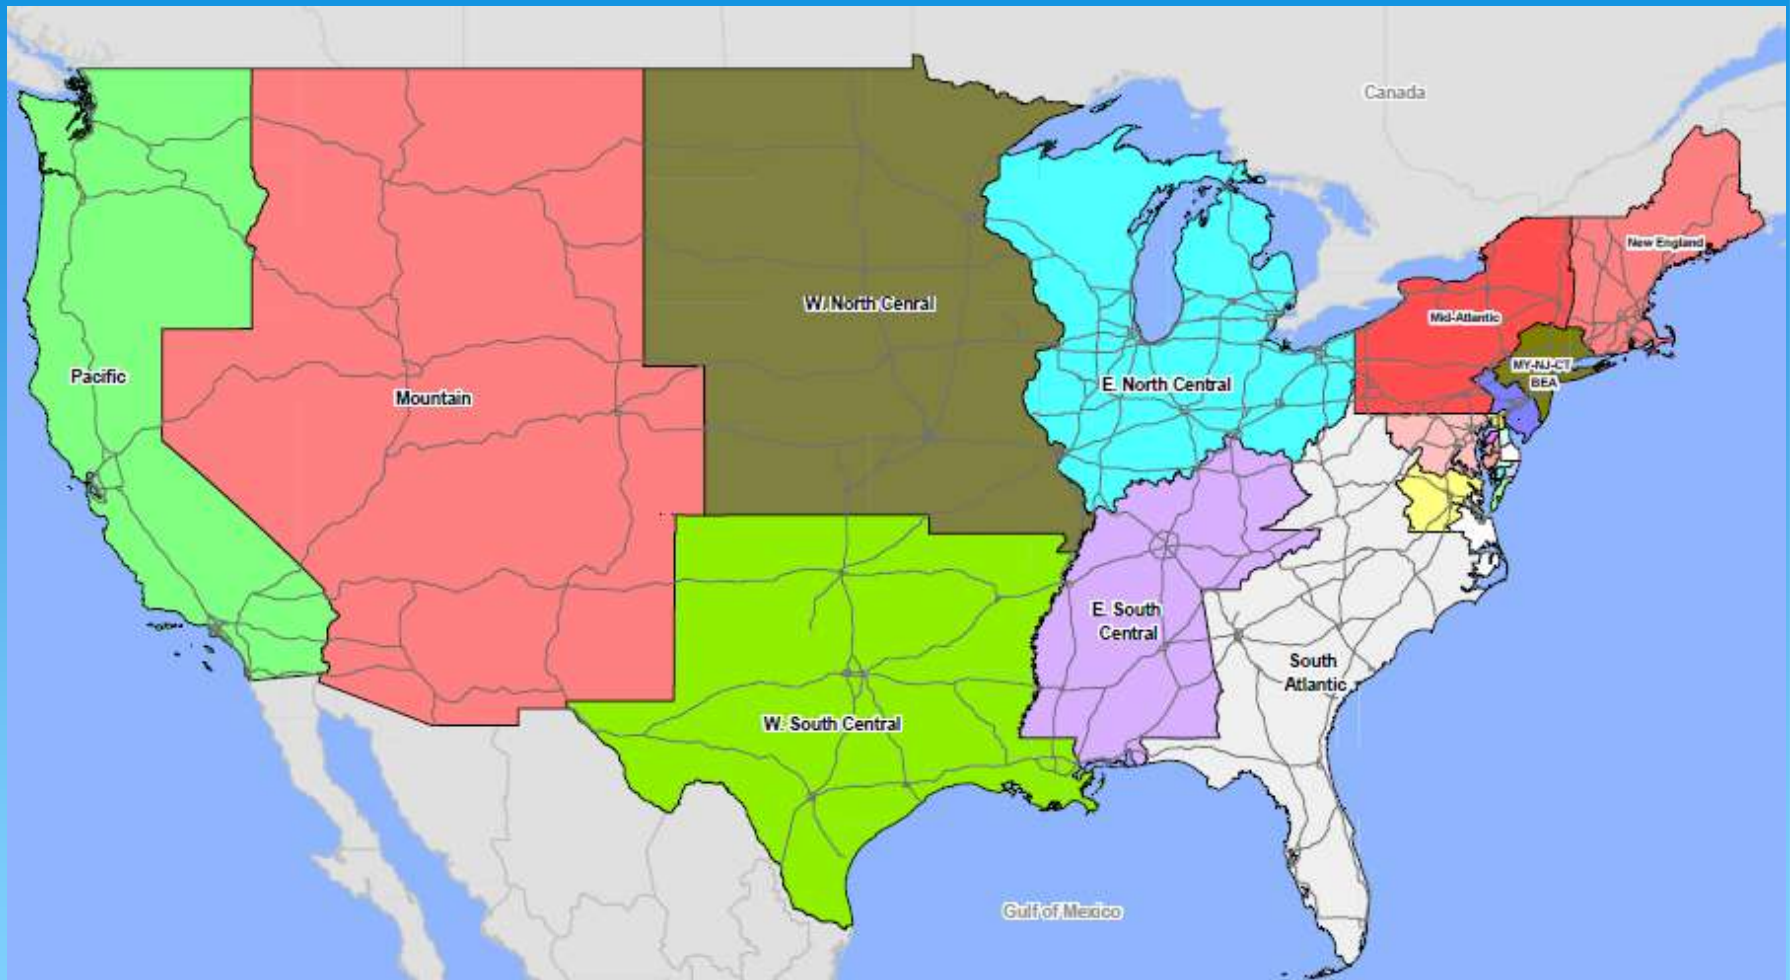 Canada
New England
W. North Cenral
Mid-Atlantic
MY-NJ-CT
BEA
Pacific
E. North Central
Mountain
E. South
Central
South
Atlantic
W. South Central
Gulf of Mexico